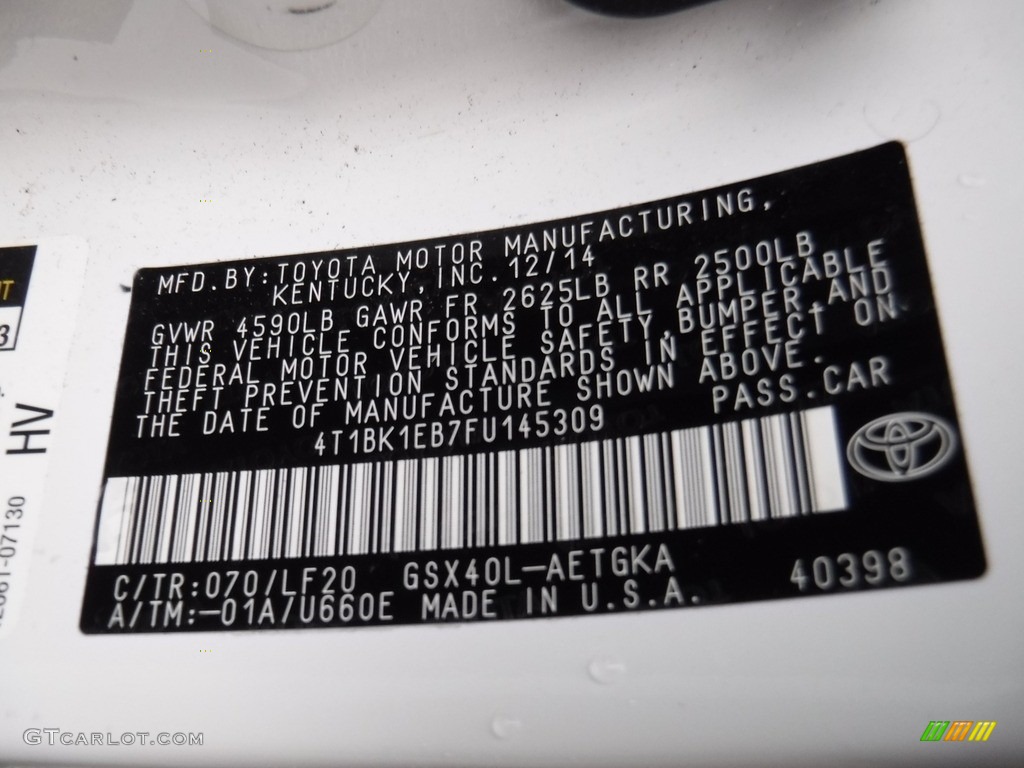 MFD.BY:TOYOTA MOTOR MANUFACTURING,
KENTUCKY,INC.12/14
GVWR 4590LB GAWR FR 2625LB RR 2500LB
THIS VEHICLE CONFORMS TO ALL APPLICABLE
FEDERAL MOTOR VEHICLE SAFETY,BUMPER,AND
THEFT PREVENTION STANDARDS IN EFFECT ON
THE DATE OF MANUFACTURE SHOWN ABOVE.
4T1BK1EB7FU145309 PASS.CAR
C/TR:070/LF20 GSX40L-AETGKA 40398
A/TM:-01A/U660E MADE IN U.S.A.
HV
07130
GTCARLOT.COM